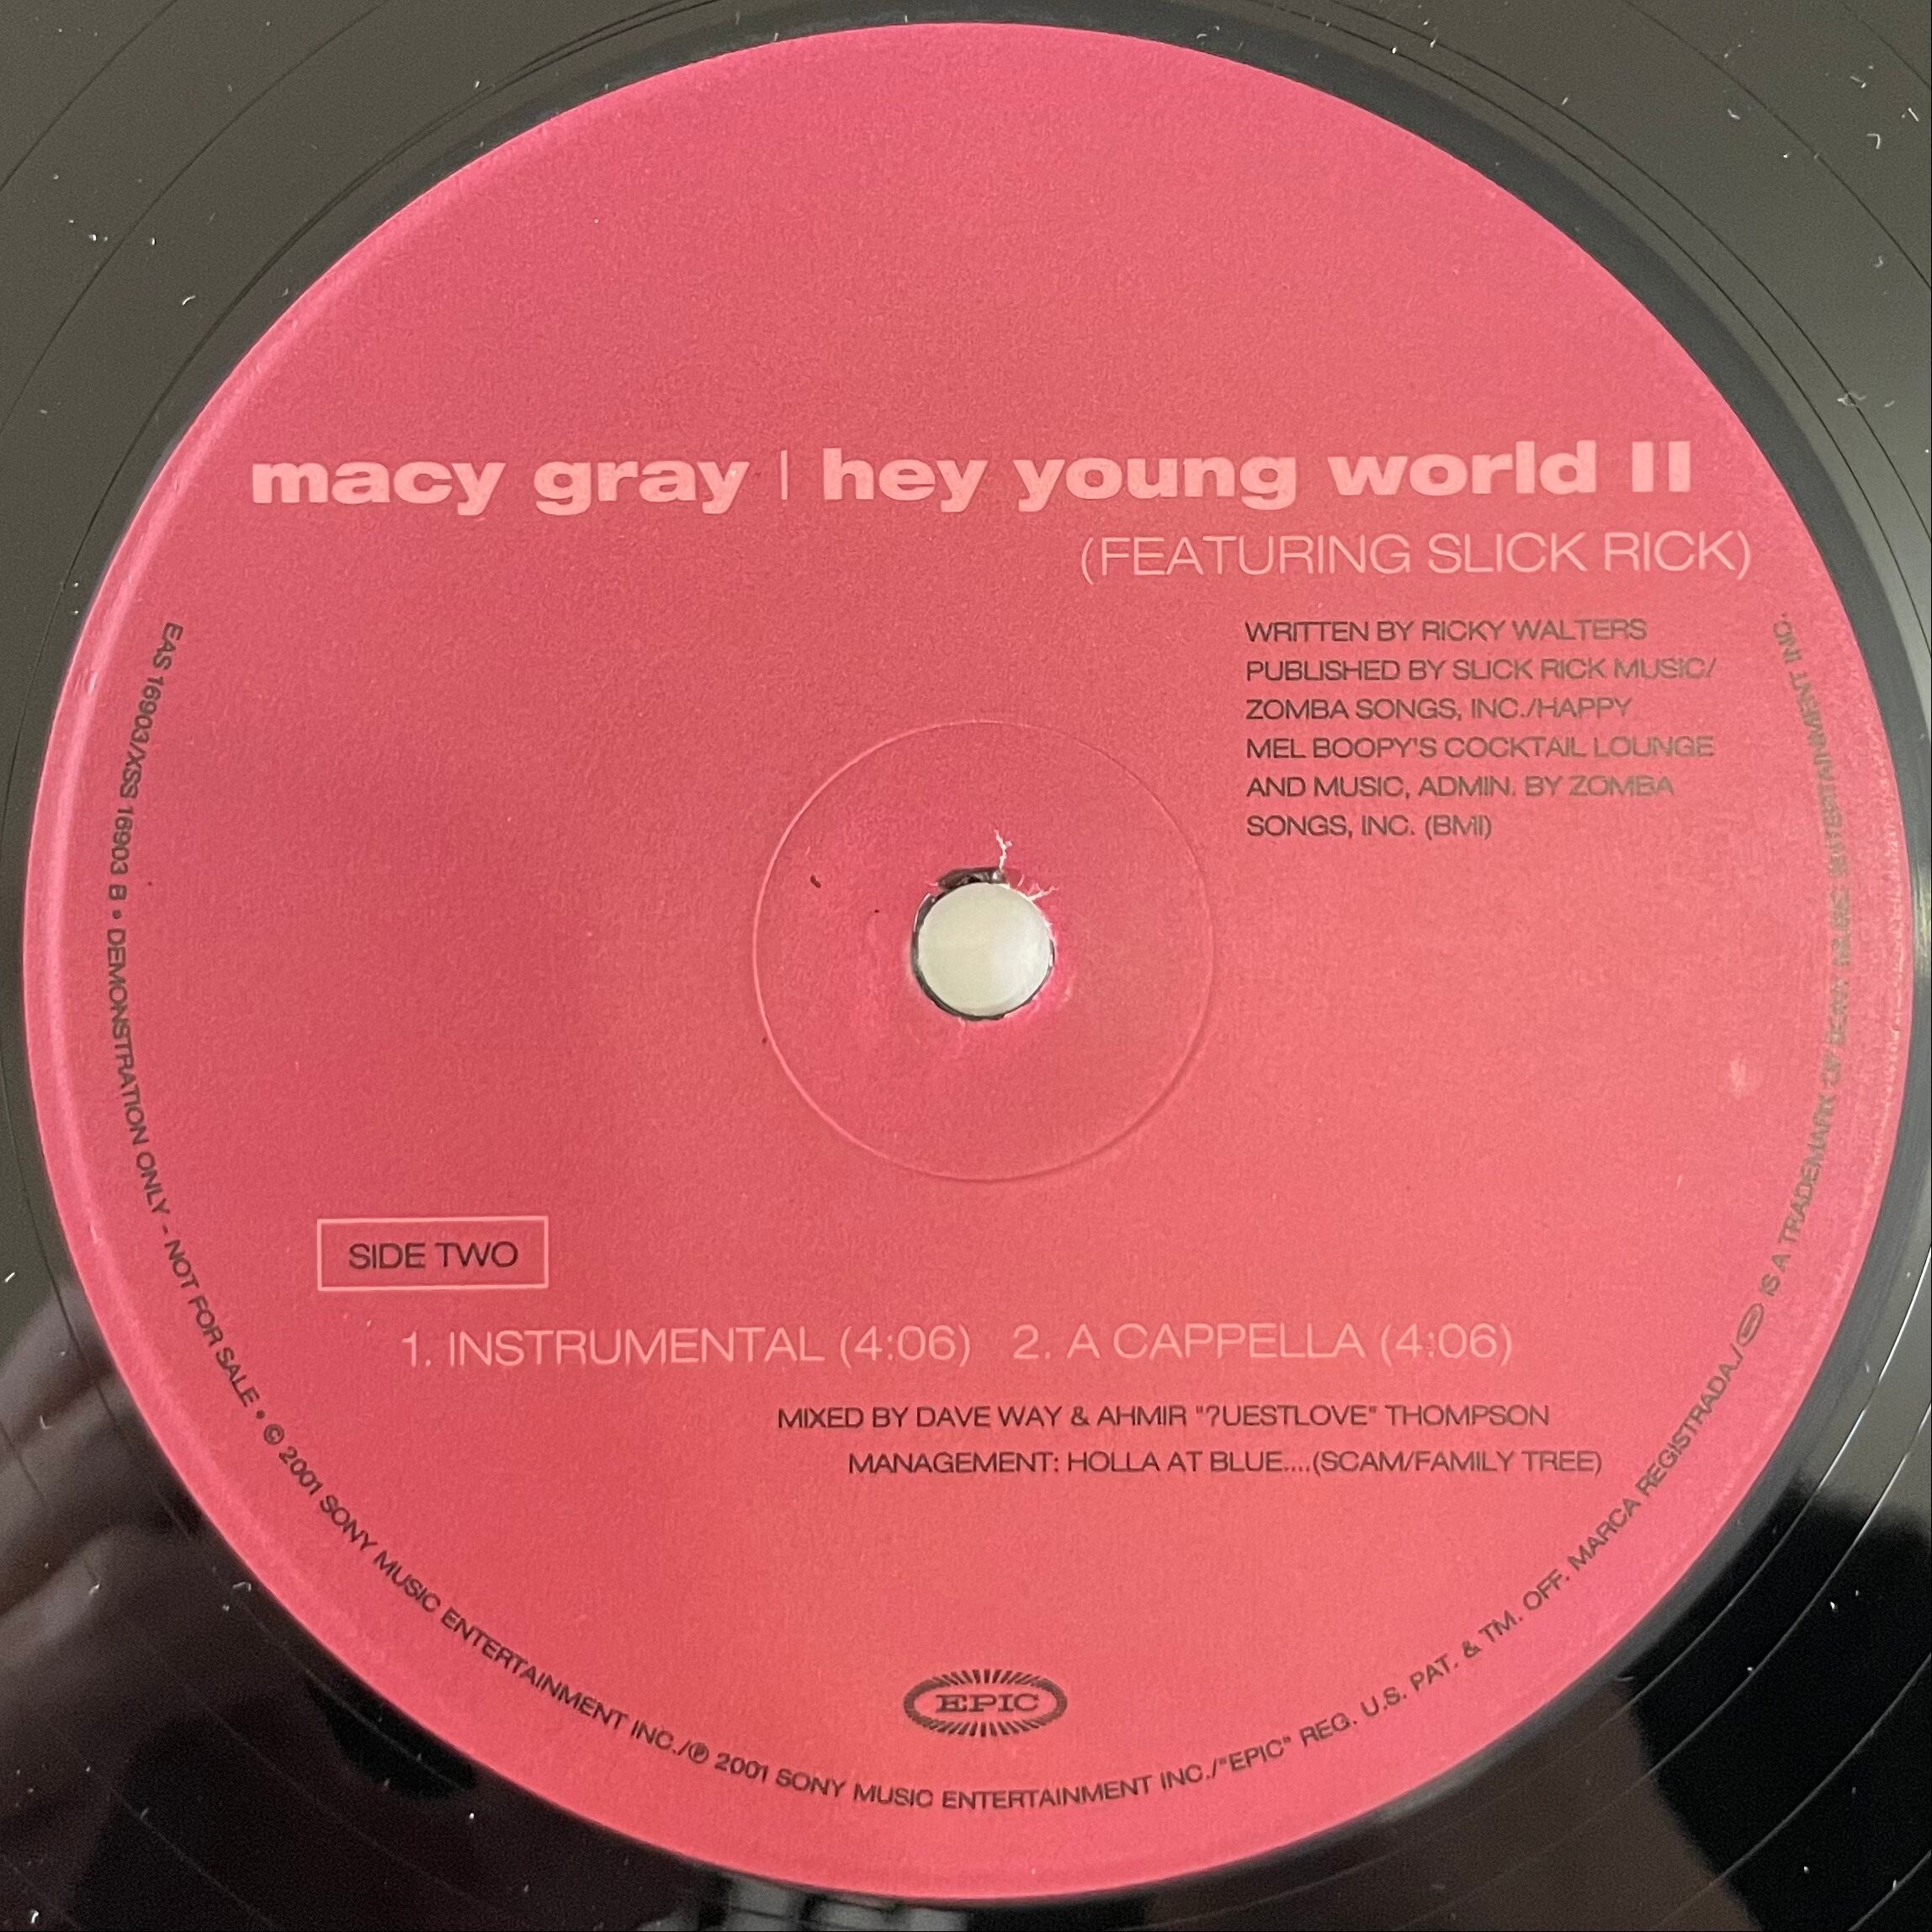 macy gray | hey young world II
(FEATURING SLICK RICK)
WRITTEN BY RICKY WALTERS
PUBLISHED BY SLICK RICK MUSIC/
ZOMBA SONGS, INC./HAPPY
MEL BOOPY'S COCKTAIL LOUNGE
AND MUSIC, ADMIN. BY ZOMBA
SONGS, INC. (BMI)
SIDE TWO
1. INSTRUMENTAL (4:06) 2. A CAPPELLA (4:06)
MIXED BY DAVE WAY & AHMIR "?UESTLOVE" THOMPSON
MANAGEMENT: HOLLA AT BLUE....(SCAM/FAMILY TREE)
EPIC
EAS 16903/XSS 16903 B • DEMONSTRATION ONLY - NOT FOR SALE • © 2001 SONY MUSIC ENTERTAINMENT INC./℗ 2001 SONY MUSIC ENTERTAINMENT INC./"EPIC" REG. U.S. PAT. & TM. OFF. MARCA REGISTRADA./ IS A TRADEMARK OF SONY MUSIC ENTERTAINMENT INC.